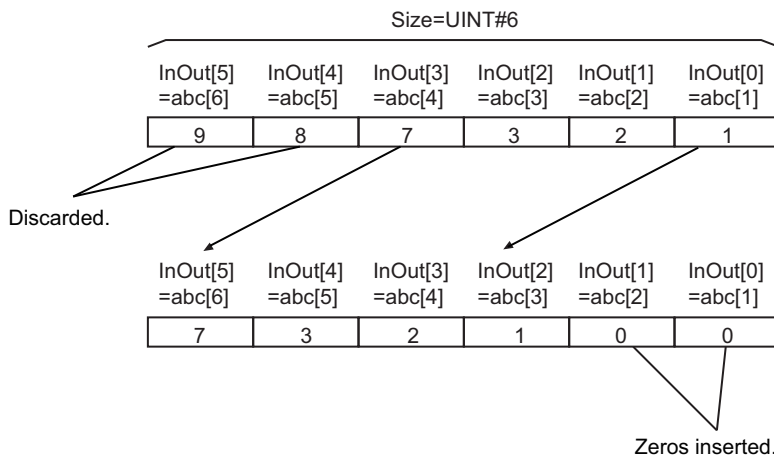 Size=UINT#6
InOut[5] InOut[4] InOut[3] InOut[2] InOut[1] InOut[0]
=abc[6] =abc[5] =abc[4] =abc[3] =abc[2] =abc[1]
9 8 7 3 2 1
Discarded.
InOut[5] InOut[4] InOut[3] InOut[2] InOut[1] InOut[0]
=abc[6] =abc[5] =abc[4] =abc[3] =abc[2] =abc[1]
7 3 2 1 0 0
Zeros inserted.